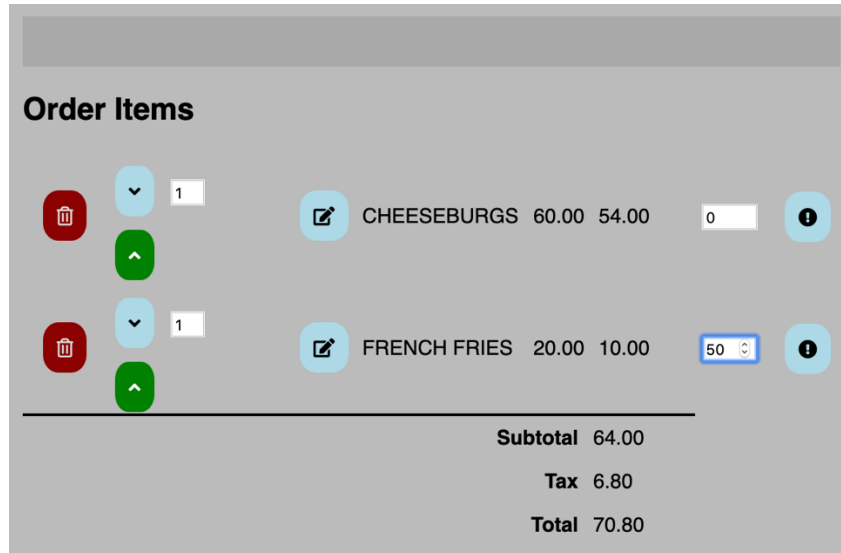 Order Items
1
CHEESEBURGS 60.00 54.00 0
1
FRENCH FRIES 20.00 10.00 50
Subtotal 64.00
Tax 6.80
Total 70.80